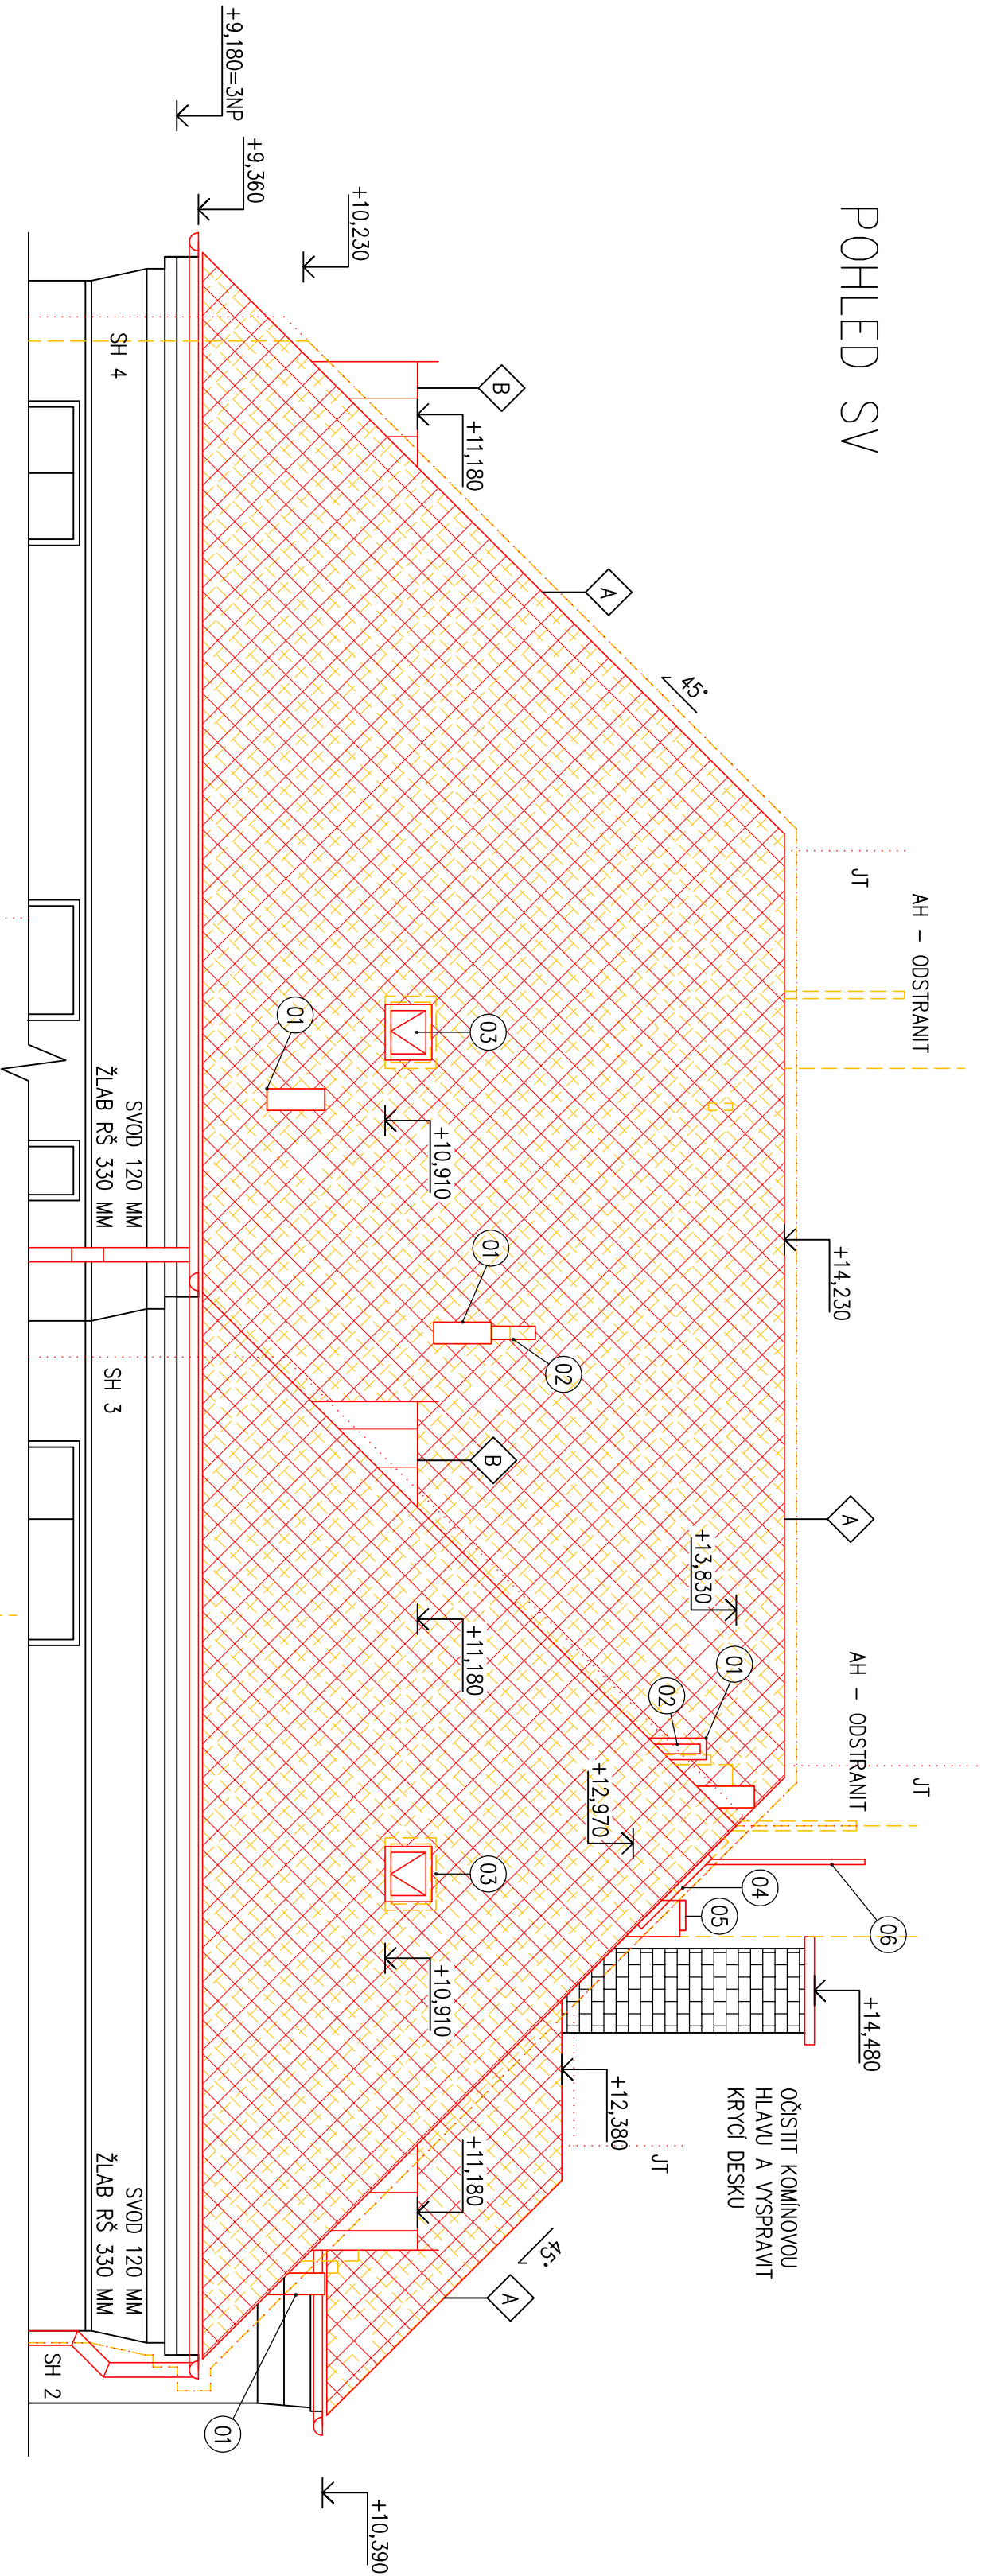 POHLED SV
+9,180=3NP
+9,360
+10,230
B
+11,180
A
45°
JT
AH – ODSTRANIT
03
01
+10,910
+14,230
01
02
B
A
+13,830
01
02
+11,180
AH – ODSTRANIT
JT
+12,970
04
05
06
03
+10,910
+14,480
OČISTIT KOMÍNOVOU
HLAVU A VYSPRAVIT
KRYCÍ DESKU
+12,380
JT
+11,180
45°
A
01
+10,390
SH 4
SVOD 120 MM
ŽLAB RŠ 330 MM
SH 3
SVOD 120 MM
ŽLAB RŠ 330 MM
SH 2